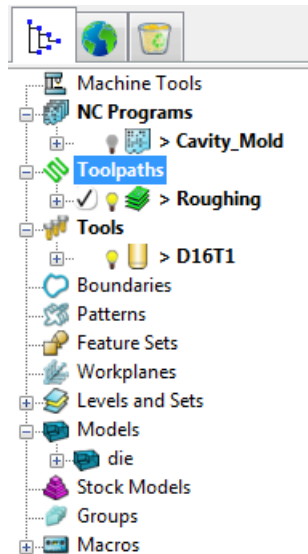 Machine Tools
NC Programs
> Cavity_Mold
Toolpaths
> Roughing
Tools
> D16T1
Boundaries
Patterns
Feature Sets
Workplanes
Levels and Sets
Models
die
Stock Models
Groups
Macros